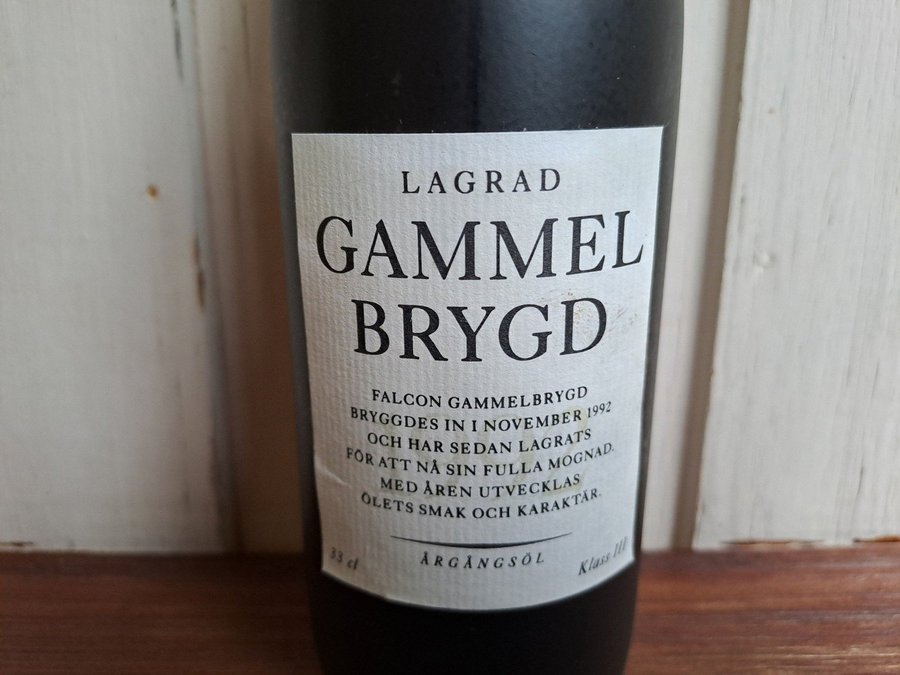 LAGRAD
GAMMEL
BRYGD
FALCON GAMMELBRYGD
BRYGGDES IN I NOVEMBER 1992
OCH HAR SEDAN LAGRATS
FÖR ATT NÅ SIN FULLA MOGNAD.
MED ÅREN UTVECKLAS
ÖLETS SMAK OCH KARAKTÄR.
33 cl ÅRGÅNGSÖL Klass III